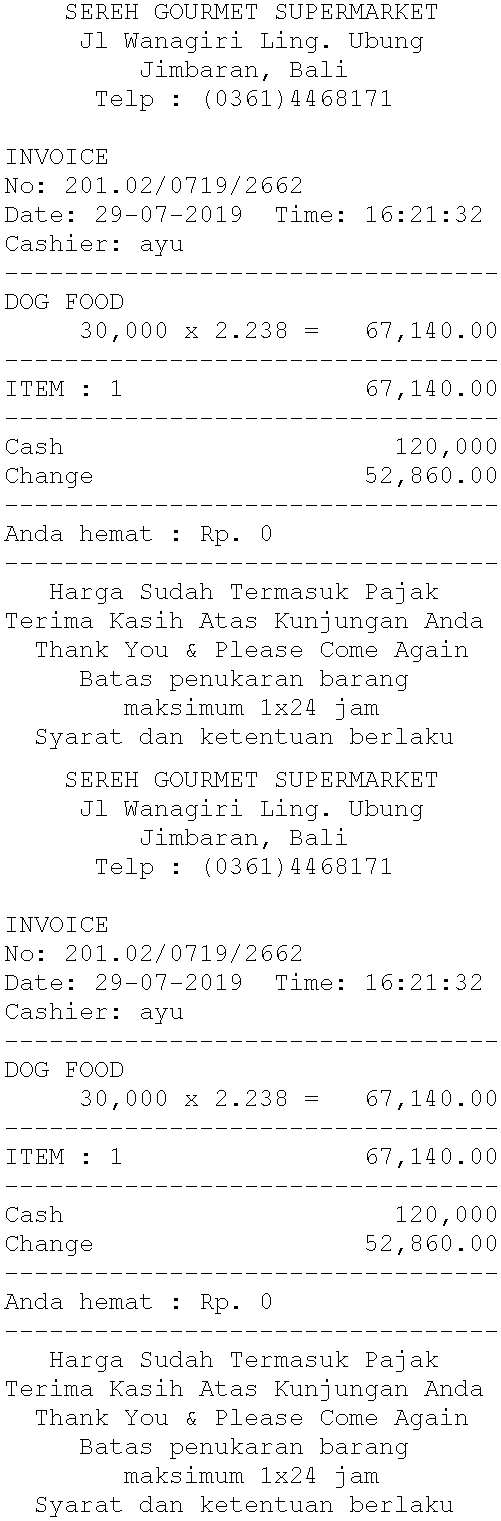 SEREH GOURMET SUPERMARKET
Jl Wanagiri Ling. Ubung
Jimbaran, Bali
Telp : (0361)4468171
INVOICE
No: 201.02/0719/2662
Date: 29-07-2019  Time: 16:21:32
Cashier: ayu
---------------------------------
DOG FOOD
30,000 x 2.238 =   67,140.00
---------------------------------
ITEM : 1                67,140.00
---------------------------------
Cash                      120,000
Change                  52,860.00
---------------------------------
Anda hemat : Rp. 0
---------------------------------
Harga Sudah Termasuk Pajak
Terima Kasih Atas Kunjungan Anda
Thank You & Please Come Again
Batas penukaran barang
maksimum 1x24 jam
Syarat dan ketentuan berlaku
SEREH GOURMET SUPERMARKET
Jl Wanagiri Ling. Ubung
Jimbaran, Bali
Telp : (0361)4468171
INVOICE
No: 201.02/0719/2662
Date: 29-07-2019  Time: 16:21:32
Cashier: ayu
---------------------------------
DOG FOOD
30,000 x 2.238 =   67,140.00
---------------------------------
ITEM : 1                67,140.00
---------------------------------
Cash                      120,000
Change                  52,860.00
---------------------------------
Anda hemat : Rp. 0
---------------------------------
Harga Sudah Termasuk Pajak
Terima Kasih Atas Kunjungan Anda
Thank You & Please Come Again
Batas penukaran barang
maksimum 1x24 jam
Syarat dan ketentuan berlaku